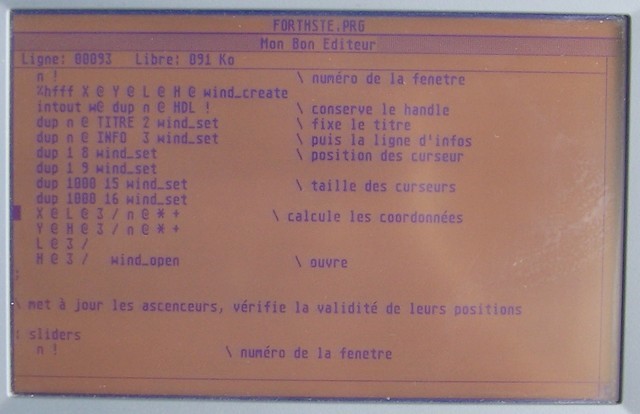 FORTHSTE.PRG
Mon Bon Editeur
Ligne: 00093 Libre: 091 Ko
n ! \ numéro de la fenetre
%hfff X @ Y @ L @ H @ wind_create
intout w@ dup n @ HDL ! \ conserve le handle
dup n @ TITRE 2 wind_set \ fixe le titre
dup n @ INFO 3 wind_set \ puis la ligne d'infos
dup 1 8 wind_set \ position des curseur
dup 1 9 wind_set
dup 1000 15 wind_set \ taille des curseurs
dup 1000 16 wind_set
X @ L @ 3 / n @ * + \ calcule les coordonnées
Y @ H @ 3 / n @ * +
L @ 3 /
H @ 3 / wind_open \ ouvre
;
\ met à jour les ascenceurs, vérifie la validité de leurs positions
: sliders
n ! \ numéro de la fenetre